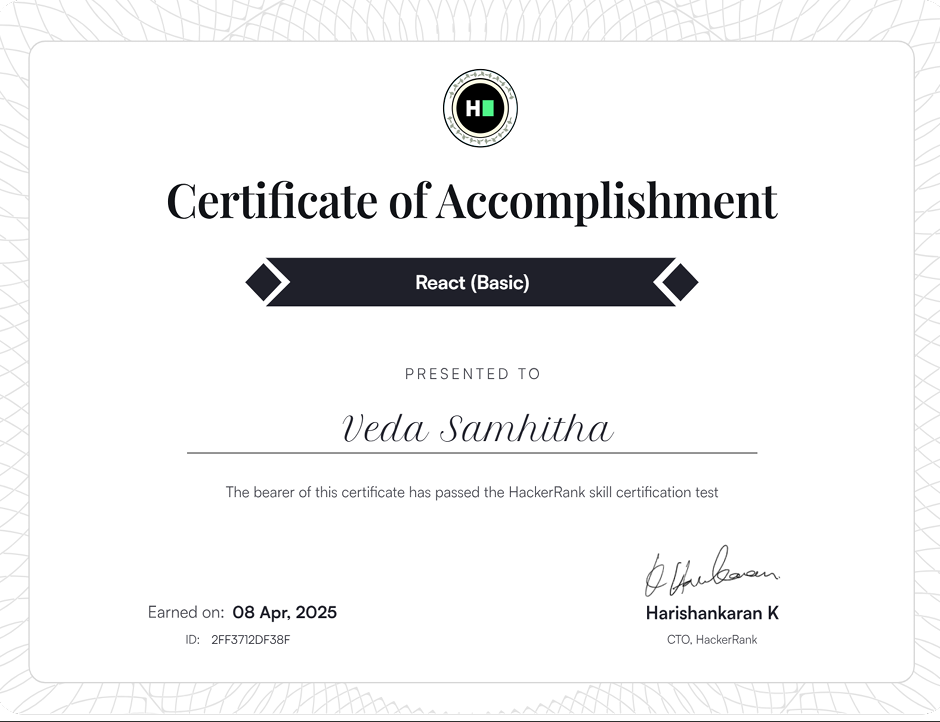 H
Certificate of Accomplishment
React (Basic)
PRESENTED TO
Veda Samhitha
The bearer of this certificate has passed the HackerRank skill certification test
Earned on: 08 Apr, 2025
ID: 2FF3712DF38F
Harishankaran K
CTO, HackerRank